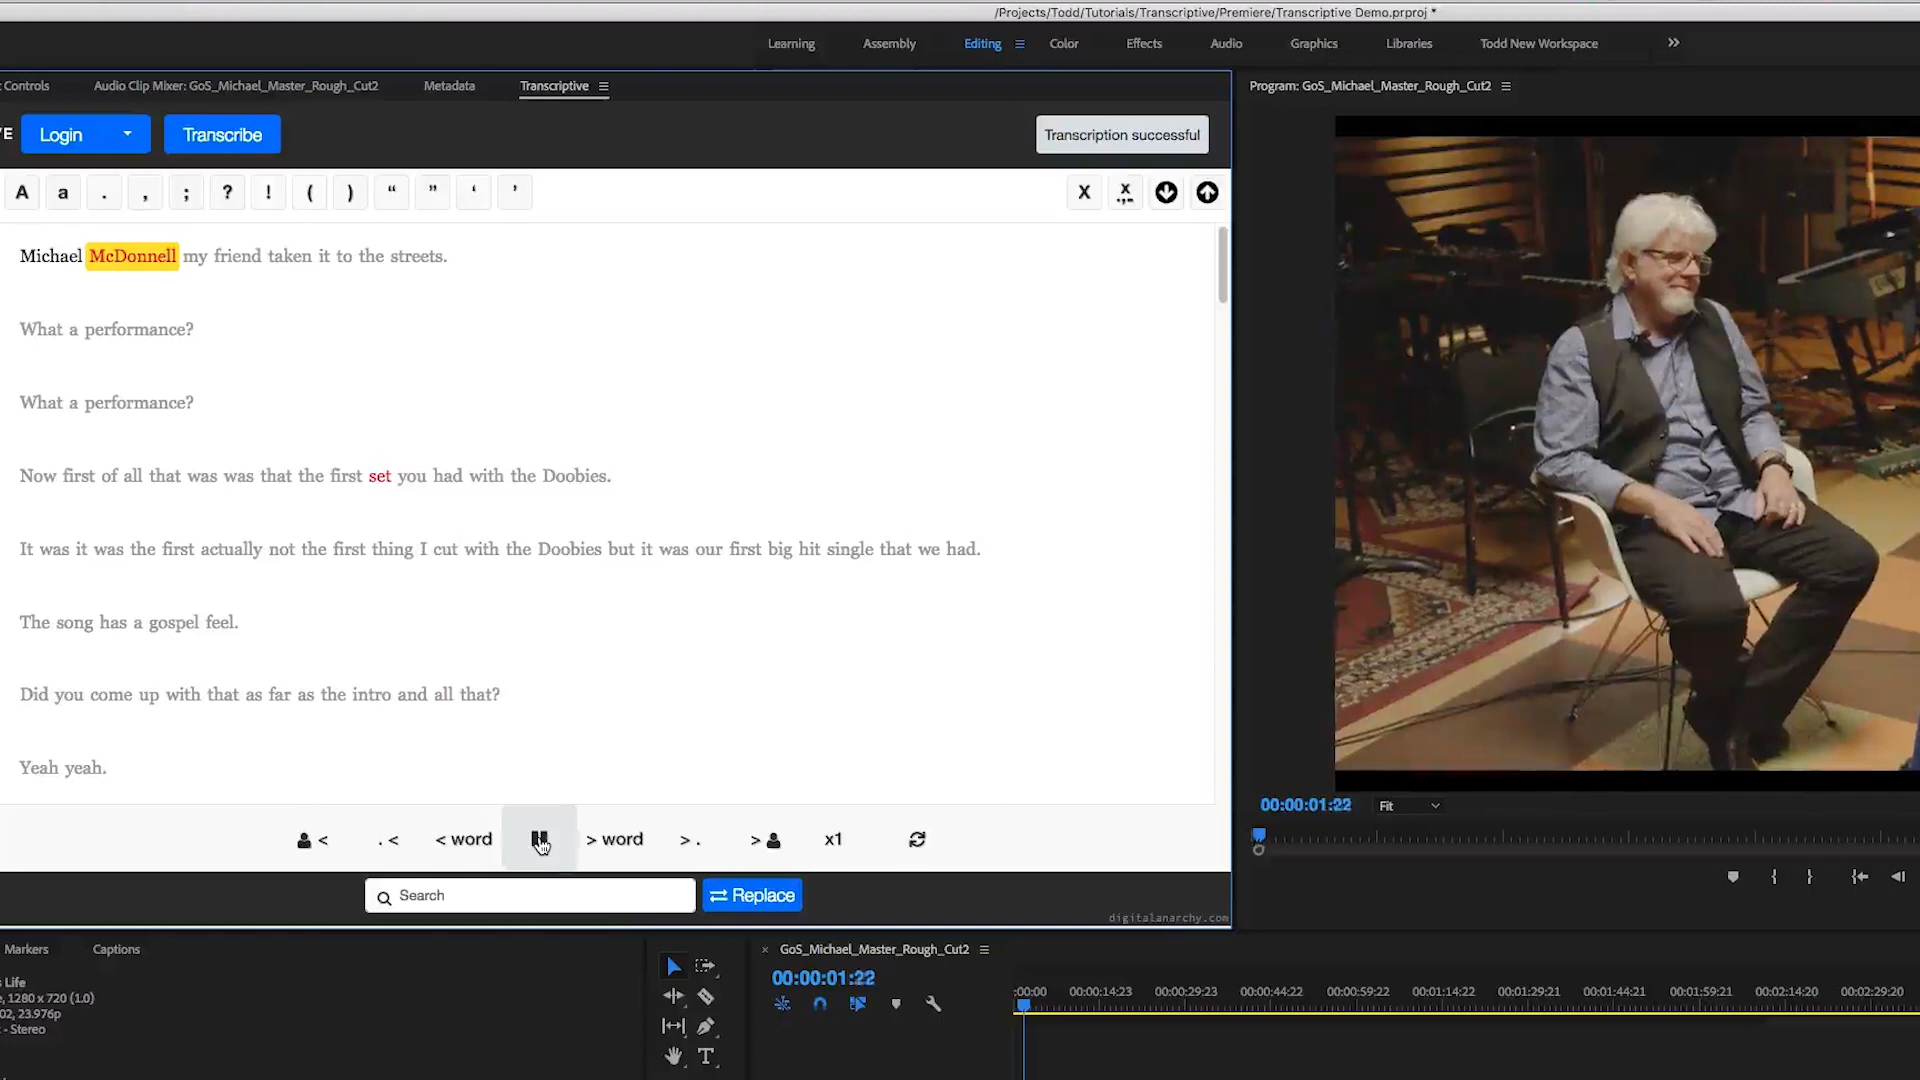 /Projects/Todd/Tutorials/Transcriptive/Premiere/Transcriptive Demo.prproj *
Learning Assembly Editing Color Effects Audio Graphics Libraries Todd New Workspace
Controls Audio Clip Mixer: GoS_Michael_Master_Rough_Cut2 Metadata Transcriptive
Program: GoS_Michael_Master_Rough_Cut2
Login Transcribe Transcription successful
A a . , ; ? ! ( ) “ ” ‘ ’ X x.,-
Michael McDonnell my friend taken it to the streets.
What a performance?
What a performance?
Now first of all that was was that the first set you had with the Doobies.
It was it was the first actually not the first thing I cut with the Doobies but it was our first big hit single that we had.
The song has a gospel feel.
Did you come up with that as far as the intro and all that?
Yeah yeah.
00:00:01:22 Fit
< . < < word > word > . > x1
Search Replace
digitalanarchy.com
Markers Captions
Life
, 1280 x 720 (1.0)
02, 23.976p
- Stereo
× GoS_Michael_Master_Rough_Cut2
00:00:01:22
:00:00 00:00:14:23 00:00:29:23 00:00:44:22 00:00:59:22 00:01:14:22 00:01:29:21 00:01:44:21 00:01:59:21 00:02:14:20 00:02:29:20
T